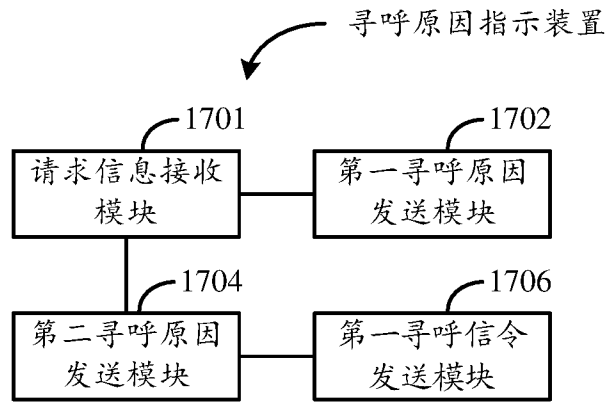 寻呼原因指示装置
1701
请求信息接收
模块
1702
第一寻呼原因
发送模块
1704
第二寻呼原因
发送模块
1706
第一寻呼信令
发送模块